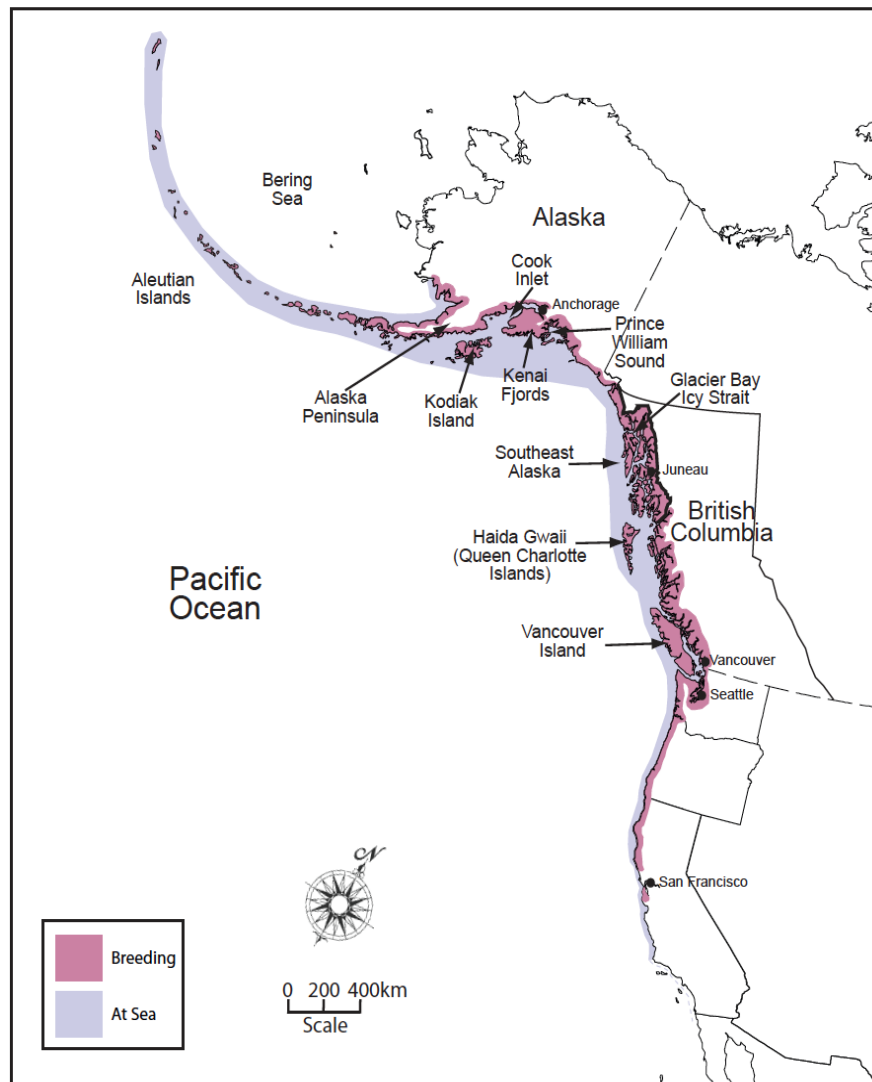 Bering
Sea
Alaska
Aleutian
Islands
Cook
Inlet
Anchorage
Prince
William
Sound
Alaska
Peninsula
Kodiak
Island
Kenai
Fjords
Glacier Bay
Icy Strait
Southeast
Alaska
Juneau
British
Columbia
Haida Gwaii
(Queen Charlotte
Islands)
Pacific
Ocean
Vancouver
Island
Vancouver
Seattle
San Francisco
N
Breeding
At Sea
0 200 400km
Scale